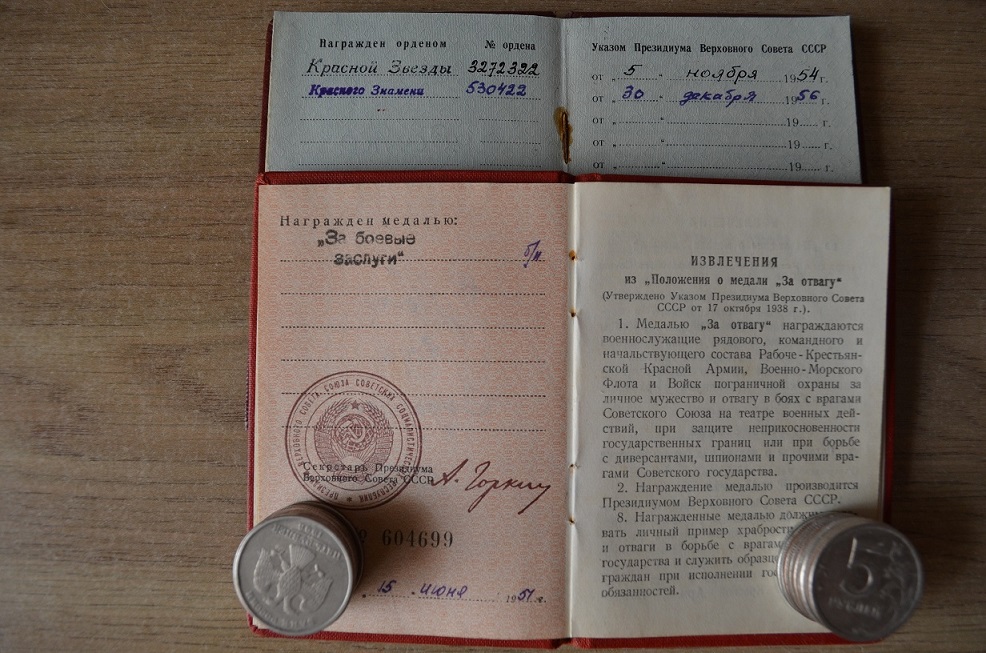 Награжден орденом № ордена
Красной Звезды 3272322
Красного Знамени 530422
Указом Президиума Верховного Совета СССР
от „ 5 “ ноября 1954 г.
от „ 30 “ декабря 1956 г.
от „ “ 19 г.
от „ “ 19 г.
от „ “ 19 г.
Награжден медалью:
„За боевые б/н
заслуги“
Секретарь Президиума
Верховного Совета СССР А. Горкин
604699
15 июня 1951 г.
ИЗВЛЕЧЕНИЯ
из „Положения о медали „За отвагу“
(Утверждено Указом Президиума Верховного Совета
СССР от 17 октября 1938 г.).
1. Медалью „За отвагу“ награждаются
военнослужащие рядового, командного и
начальствующего состава Рабоче-Крестьян-
ской Красной Армии, Военно-Морского
Флота и Войск пограничной охраны за
личное мужество и отвагу в боях с врагами
Советского Союза на театре военных дей-
ствий, при защите неприкосновенности
государственных границ или при борьбе
с диверсантами, шпионами и прочими вра-
гами Советского государства.
2. Награждение медалью производится
Президиумом Верховного Совета СССР.
8. Награжденные медалью должны
вать личный пример храбрости
и отваги в борьбе с врагам
государства и служить образцо
граждан при исполнении гос
обязанностей.
5
РУБЛЕЙ